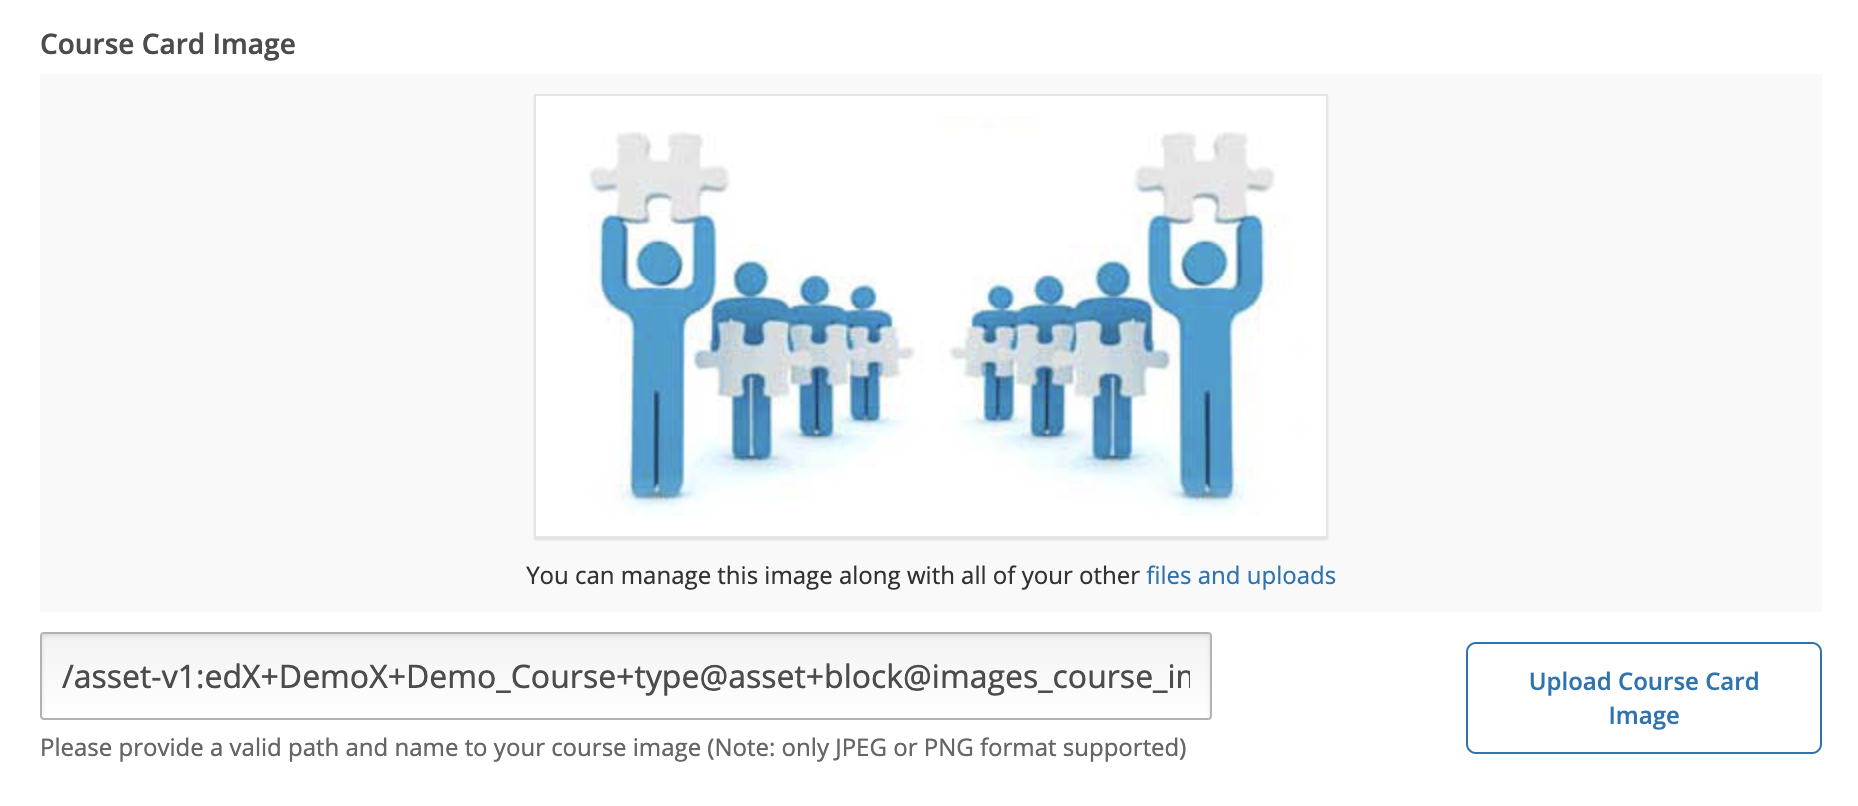 Course Card Image
You can manage this image along with all of your other files and uploads
/asset-v1:edX+DemoX+Demo_Course+type@asset+block@images_course_in
Upload Course Card
Image
Please provide a valid path and name to your course image (Note: only JPEG or PNG format supported)